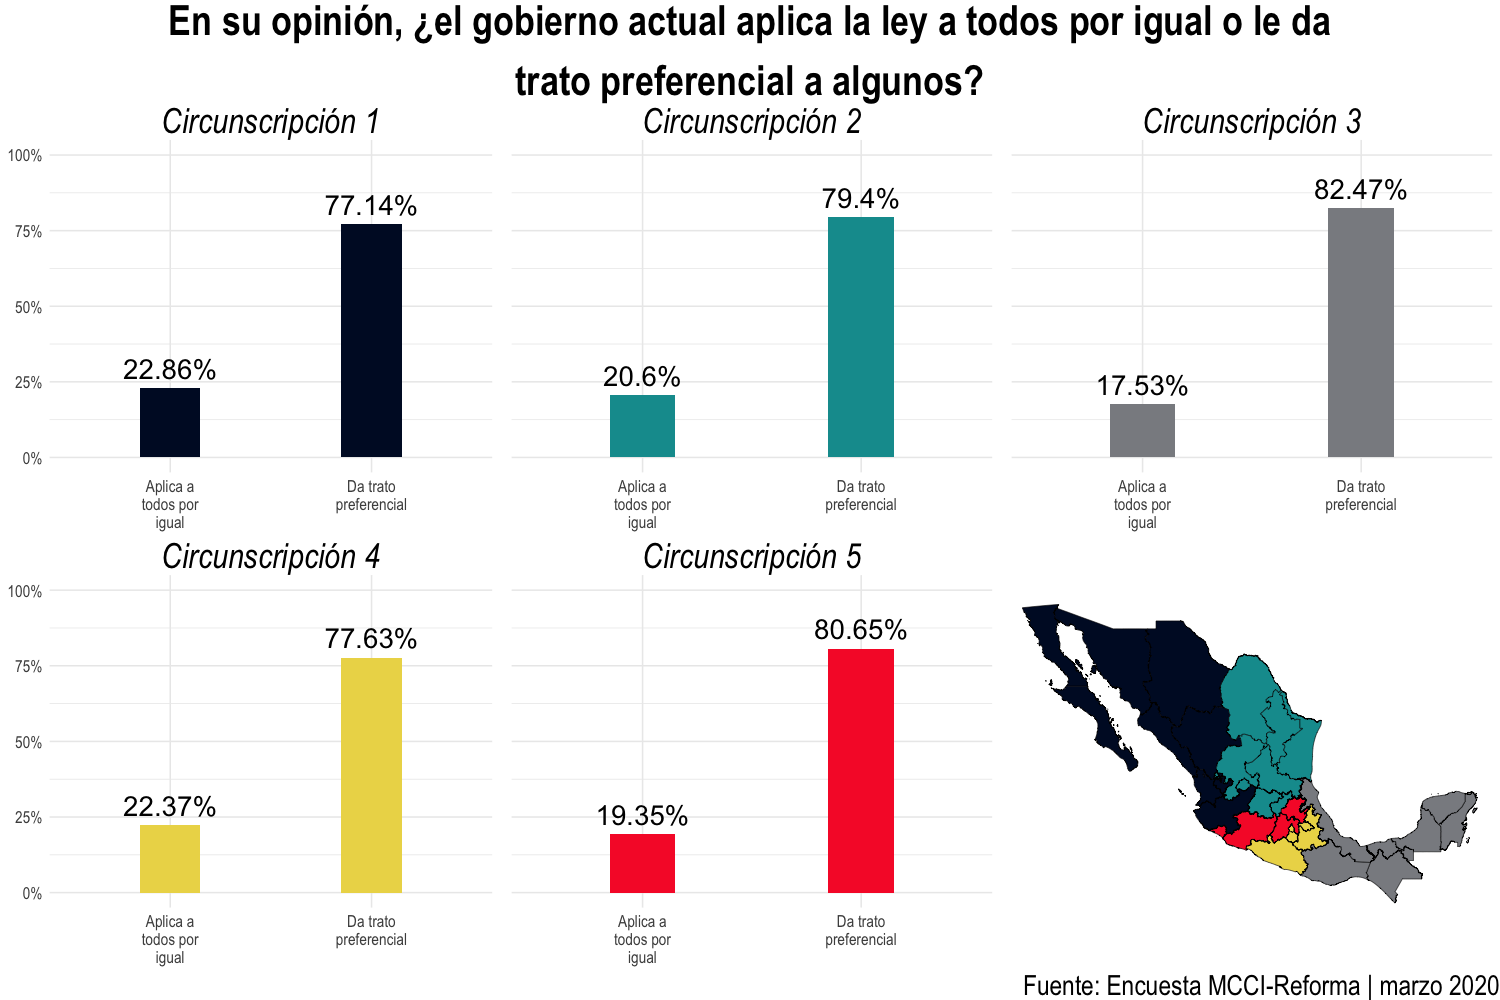 En su opinión, ¿el gobierno actual aplica la ley a todos por igual o le da
trato preferencial a algunos?
Circunscripción 1
100%
75%
50%
25%
0%
22.86%
77.14%
Aplica a
todos por
igual
Da trato
preferencial
Circunscripción 2
20.6%
79.4%
Aplica a
todos por
igual
Da trato
preferencial
Circunscripción 3
17.53%
82.47%
Aplica a
todos por
igual
Da trato
preferencial
Circunscripción 4
100%
75%
50%
25%
0%
22.37%
77.63%
Aplica a
todos por
igual
Da trato
preferencial
Circunscripción 5
19.35%
80.65%
Aplica a
todos por
igual
Da trato
preferencial
Fuente: Encuesta MCCI-Reforma | marzo 2020